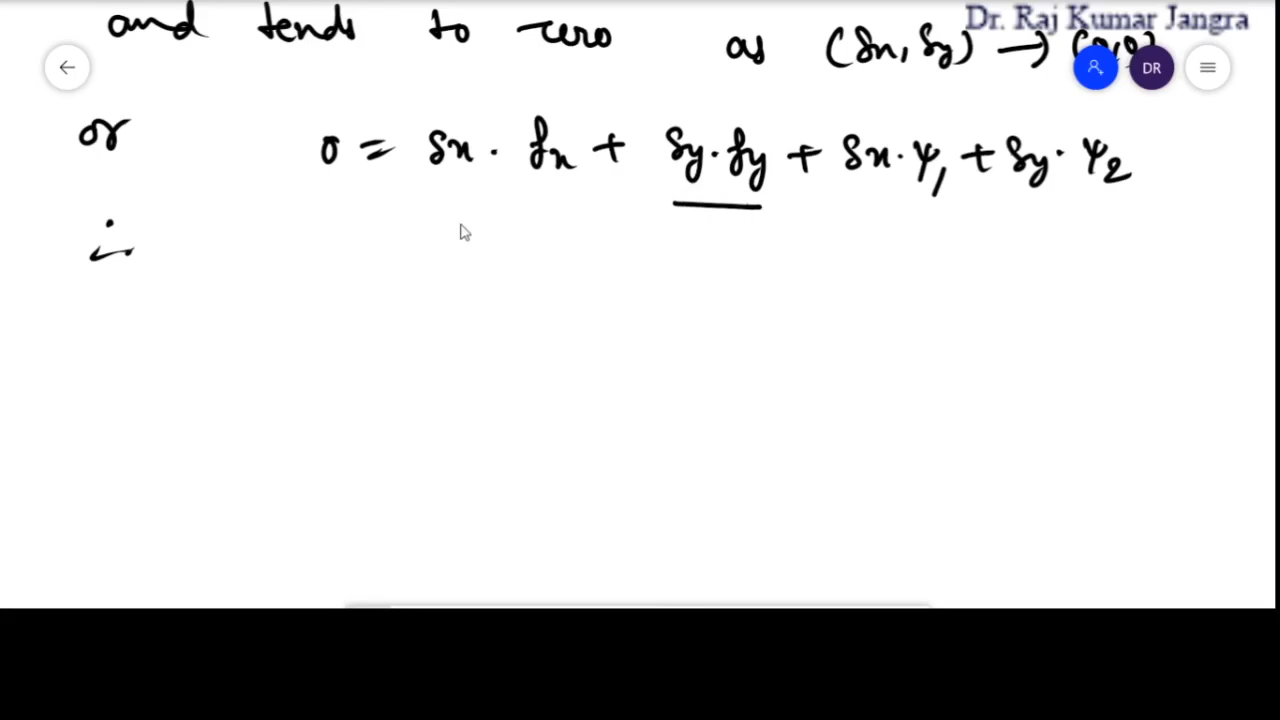 Dr. Raj Kumar Jangra
and tends to zero as (δx, δy) → (0,0)
DR
or 0 = δx · fx + δy · fy + δx · ψ1 + δy · ψ2
∴